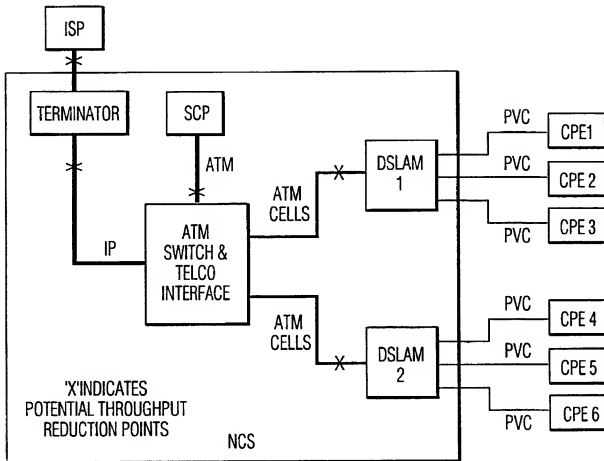 ISP
TERMINATOR
SCP
ATM
IP
ATM
SWITCH &
TELCO
INTERFACE
ATM
CELLS
ATM
CELLS
DSLAM
1
DSLAM
2
PVC
CPE1
PVC
CPE 2
CPE 3
PVC
PVC
CPE 4
PVC
CPE 5
CPE 6
PVC
'X'INDICATES
POTENTIAL THROUGHPUT
REDUCTION POINTS
NCS